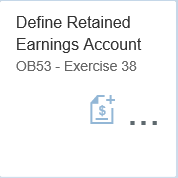 Define Retained
Earnings Account
OB53 - Exercise 38
$
...